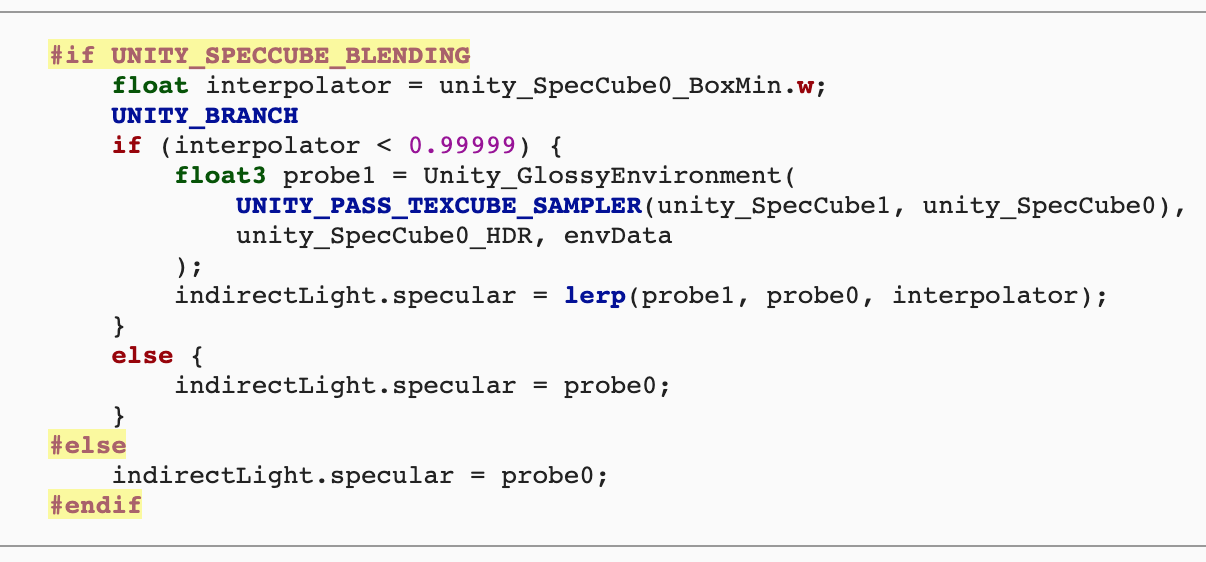 #if UNITY_SPECCUBE_BLENDING
    float interpolator = unity_SpecCube0_BoxMin.w;
    UNITY_BRANCH
    if (interpolator < 0.99999) {
        float3 probe1 = Unity_GlossyEnvironment(
            UNITY_PASS_TEXCUBE_SAMPLER(unity_SpecCube1, unity_SpecCube0),
            unity_SpecCube0_HDR, envData
        );
        indirectLight.specular = lerp(probe1, probe0, interpolator);
    }
    else {
        indirectLight.specular = probe0;
    }
#else
    indirectLight.specular = probe0;
#endif